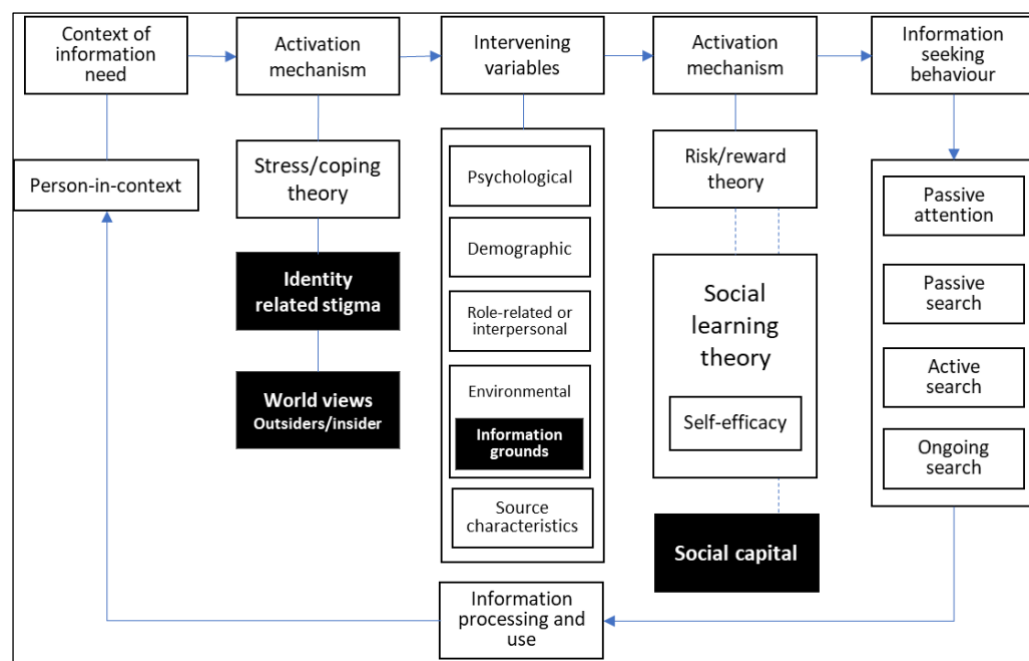 Context of
information
need
Activation
mechanism
Intervening
variables
Activation
mechanism
Information
seeking
behaviour
Person-in-context
Stress/coping
theory
Identity
related stigma
World views
Outsiders/insider
Psychological
Demographic
Role-related or
interpersonal
Environmental
Information
grounds
Source
characteristics
Risk/reward
theory
Social
learning
theory
Self-efficacy
Social capital
Passive
attention
Passive
search
Active
search
Ongoing
search
Information
processing and
use